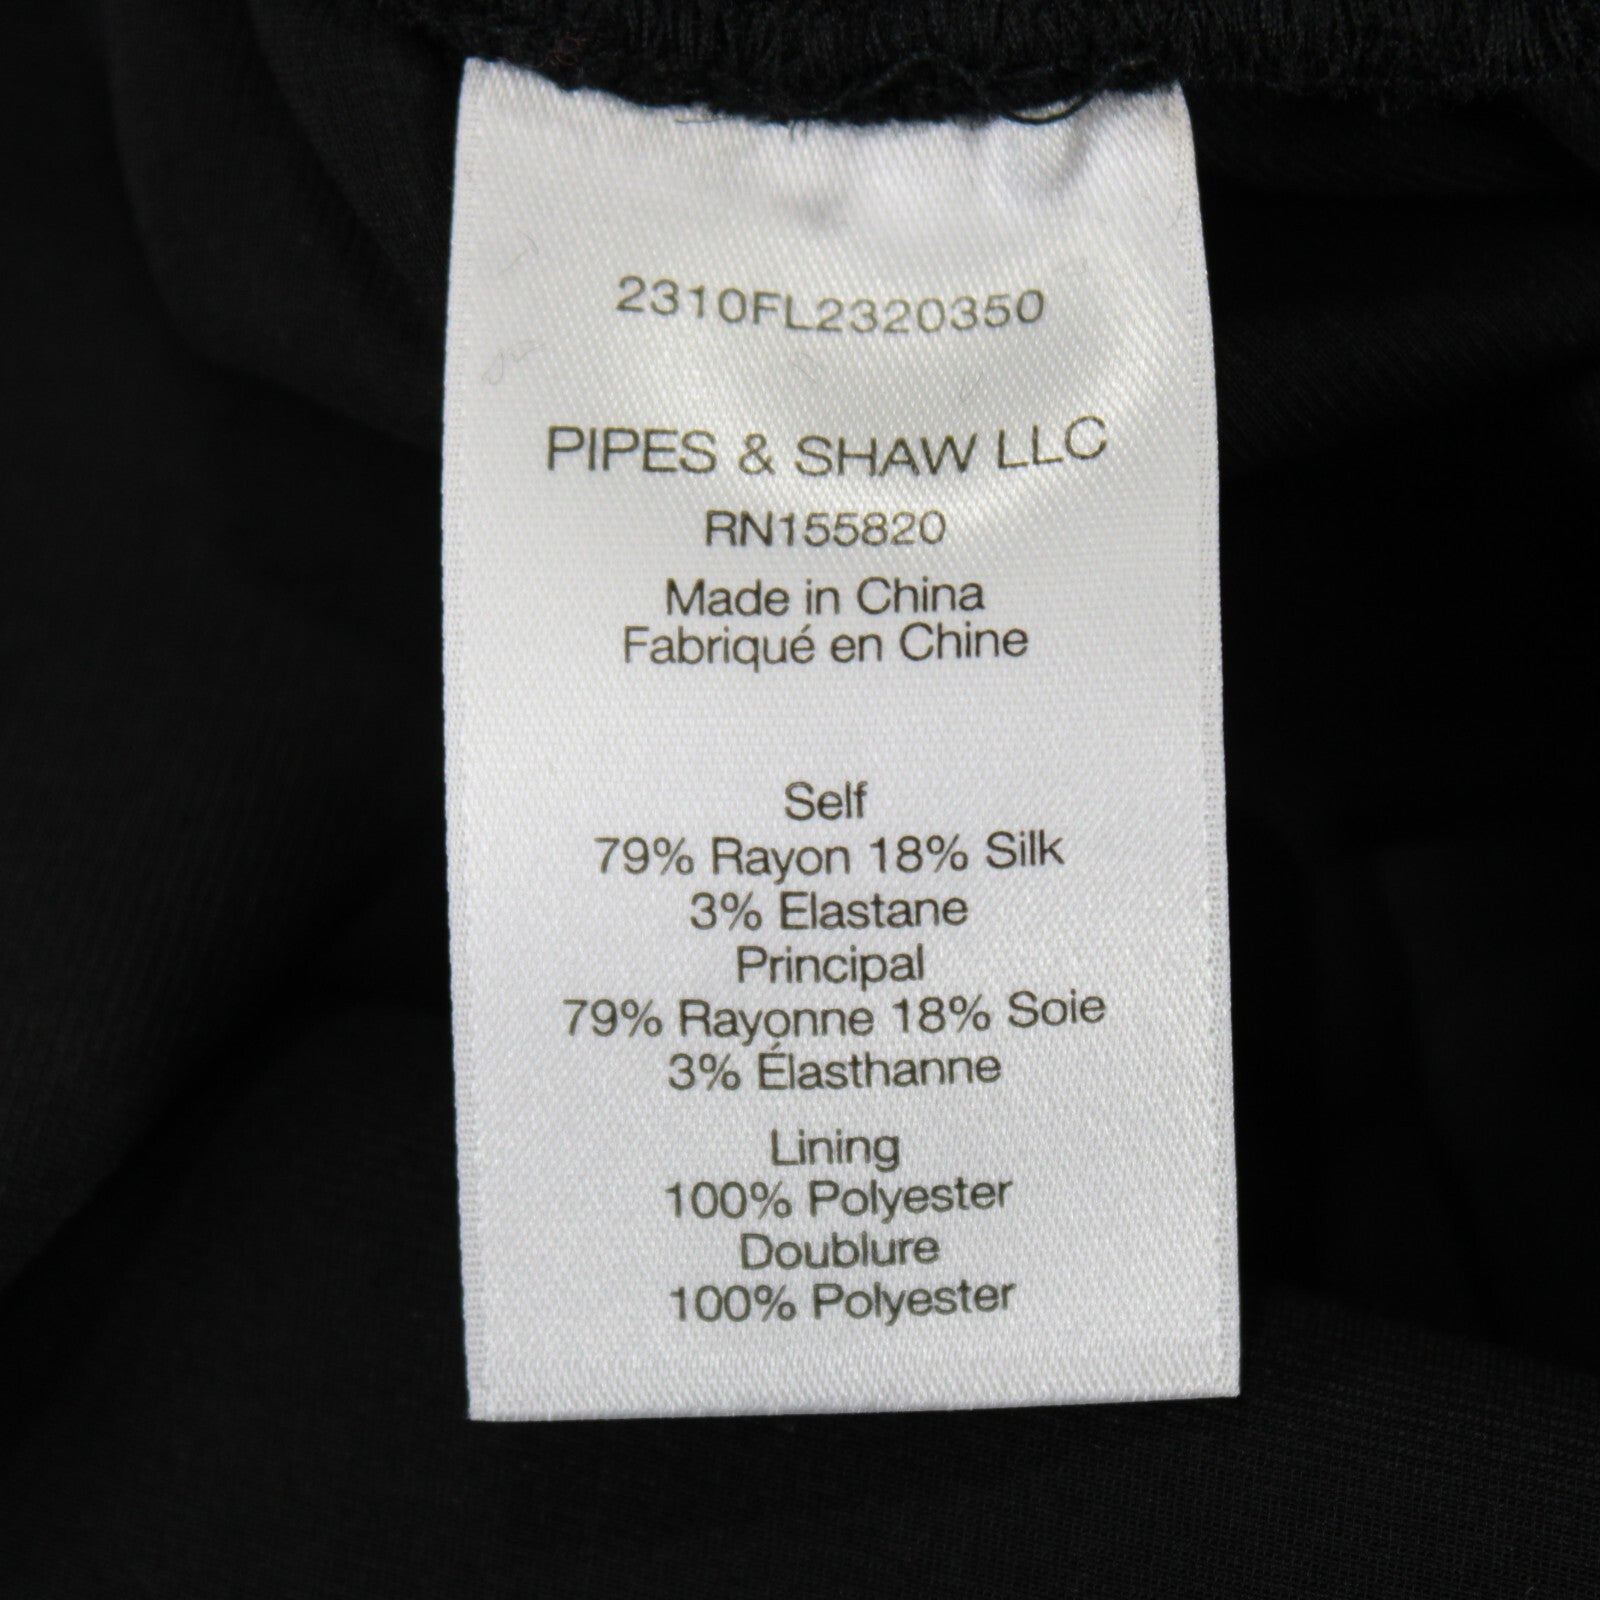 2310FL2320350
PIPES & SHAW LLC
RN155820
Made in China
Fabriqué en Chine
Self
79% Rayon 18% Silk
3% Elastane
Principal
79% Rayonne 18% Soie
3% Élasthanne
Lining
100% Polyester
Doublure
100% Polyester